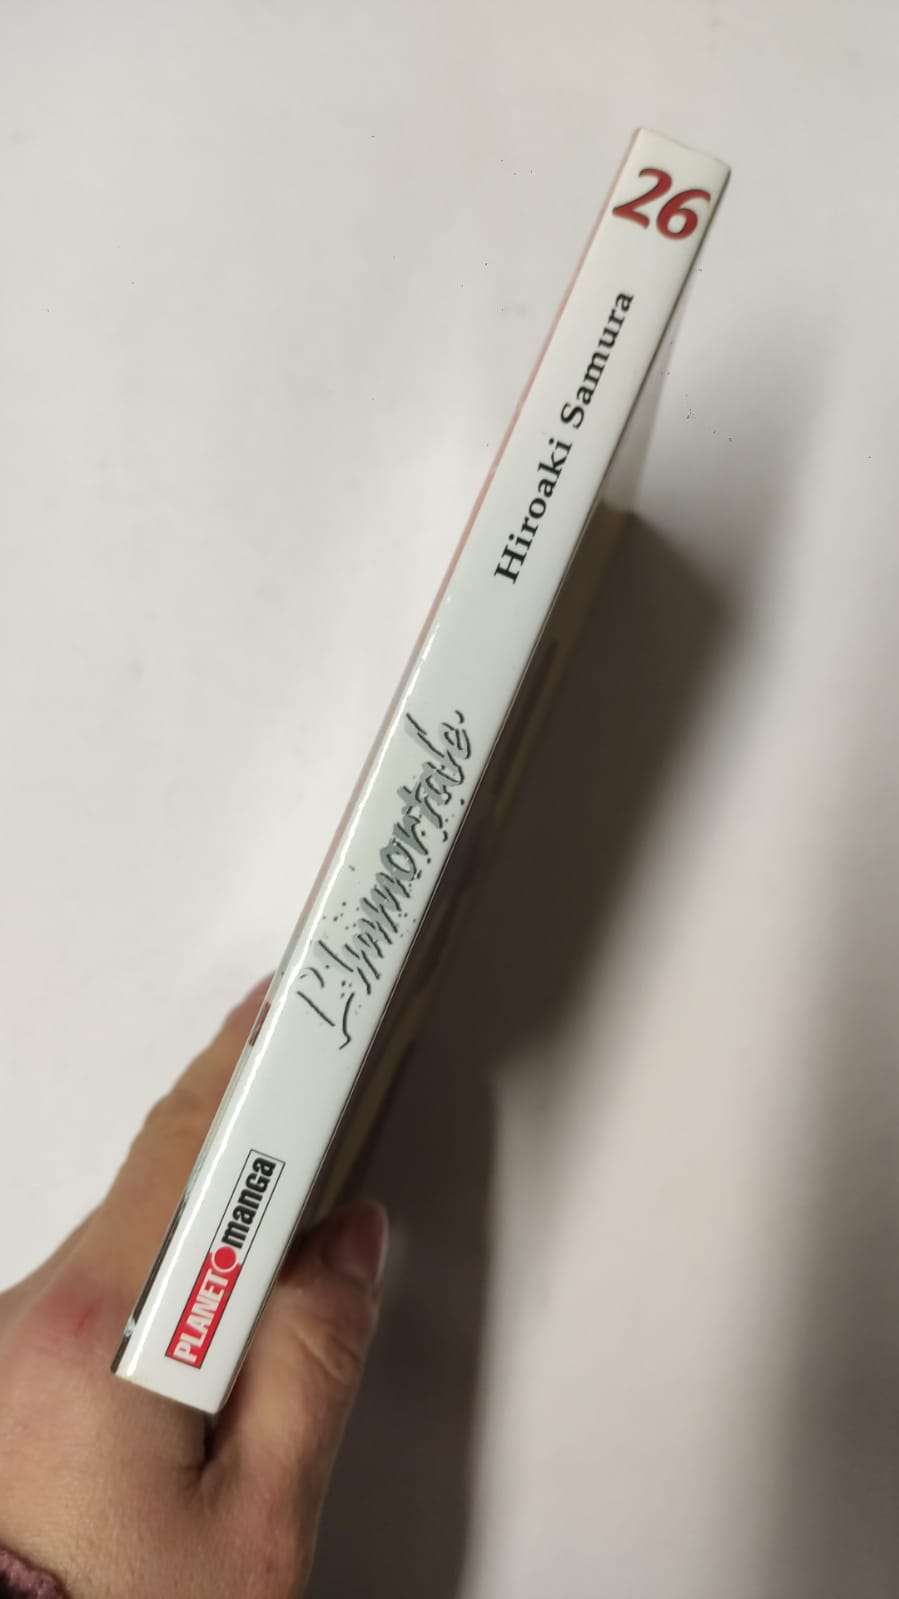 26
Hiroaki Samura
L'Immortale
PLANET manga